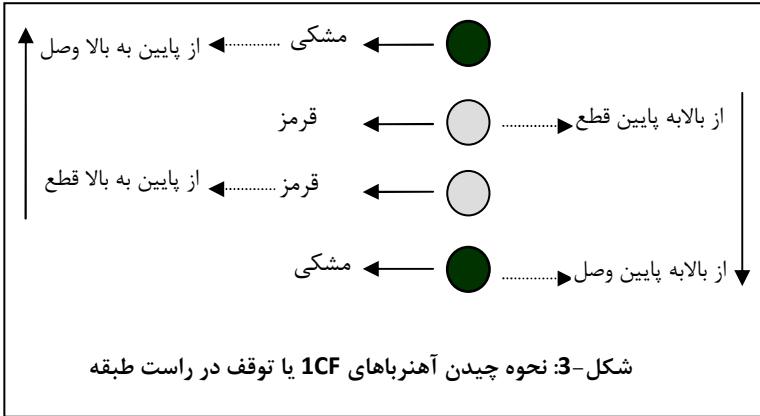 مشکی از پایین به بالا وصل
از بالابه پایین قطع قرمز
قرمز از پایین به بالا قطع
از بالابه پایین وصل مشکی
شکل-3: نحوه چیدن آهنرباهای 1CF یا توقف در راست طبقه